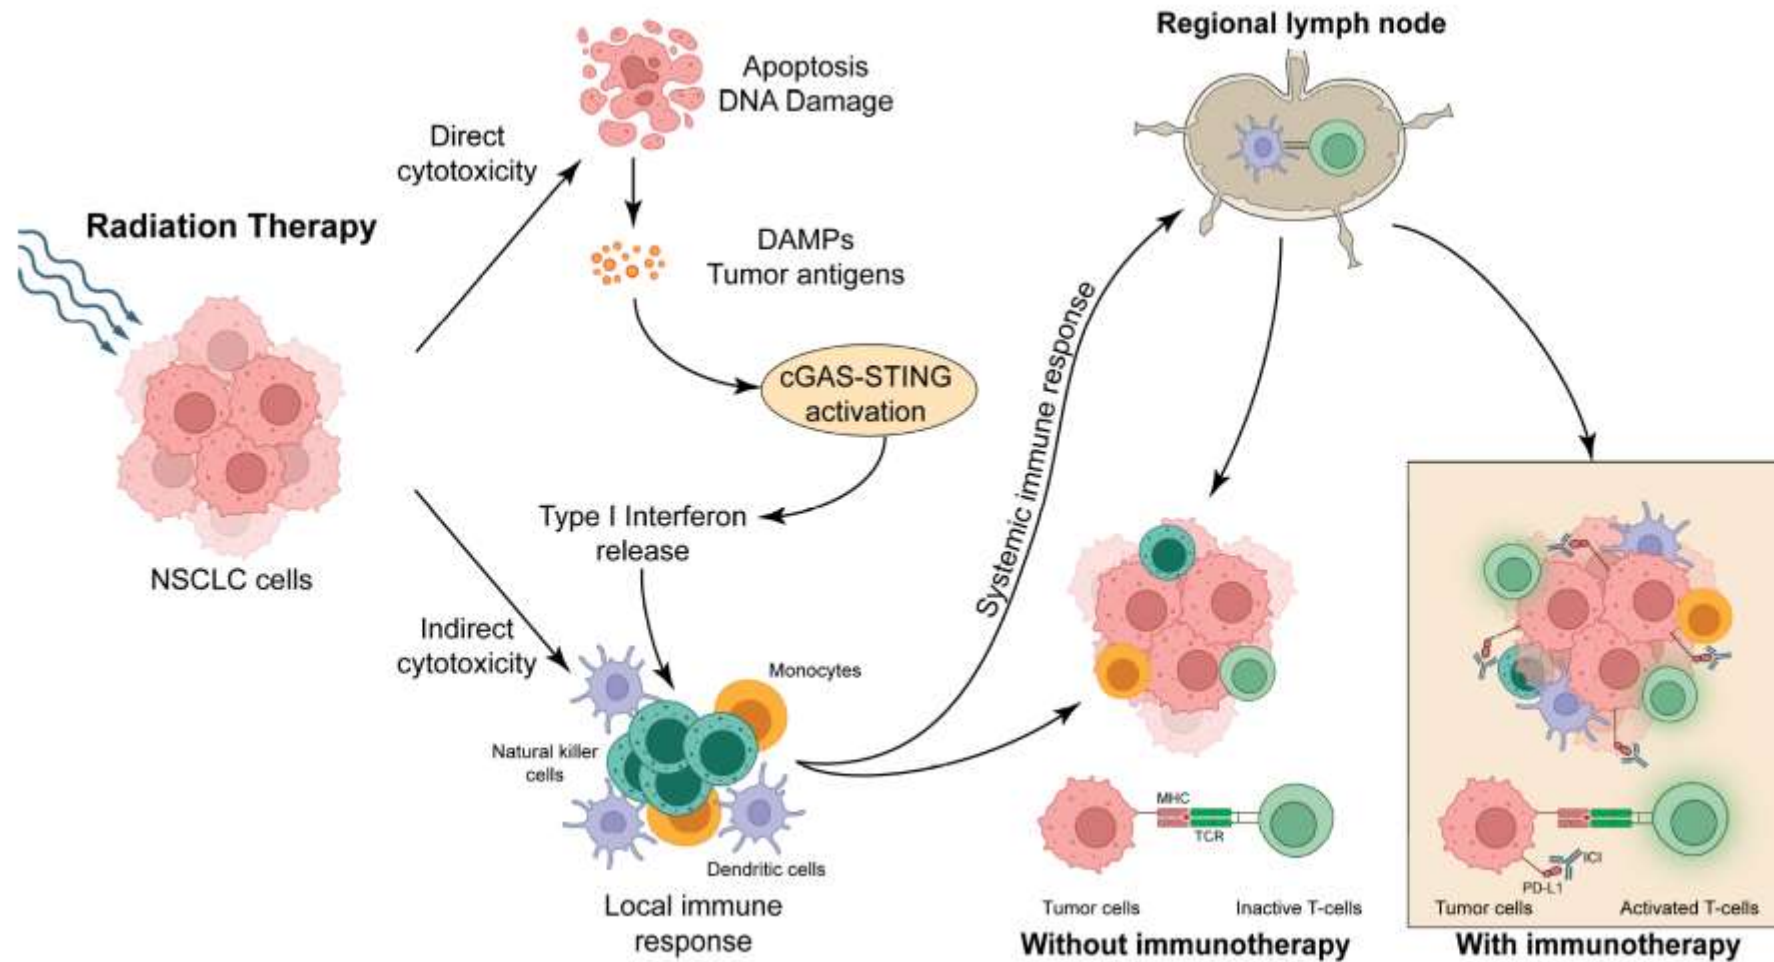 Radiation Therapy
NSCLC cells
Direct
cytotoxicity
Apoptosis
DNA Damage
DAMPs
Tumor antigens
cGAS-STING
activation
Type I Interferon
release
Indirect
cytotoxicity
Monocytes
Natural killer
cells
Dendritic cells
Local immune
response
Systemic immune response
Regional lymph node
MHC
TCR
Tumor cells
Inactive T-cells
Without immunotherapy
ICI
PD-L1
Tumor cells
Activated T-cells
With immunotherapy